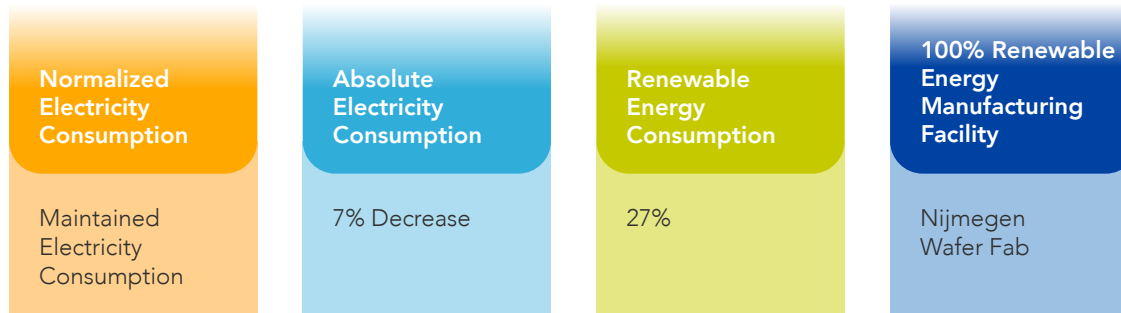 Normalized
Electricity
Consumption
Maintained
Electricity
Consumption
Absolute
Electricity
Consumption
7% Decrease
Renewable
Energy
Consumption
27%
100% Renewable
Energy
Manufacturing
Facility
Nijmegen
Wafer Fab